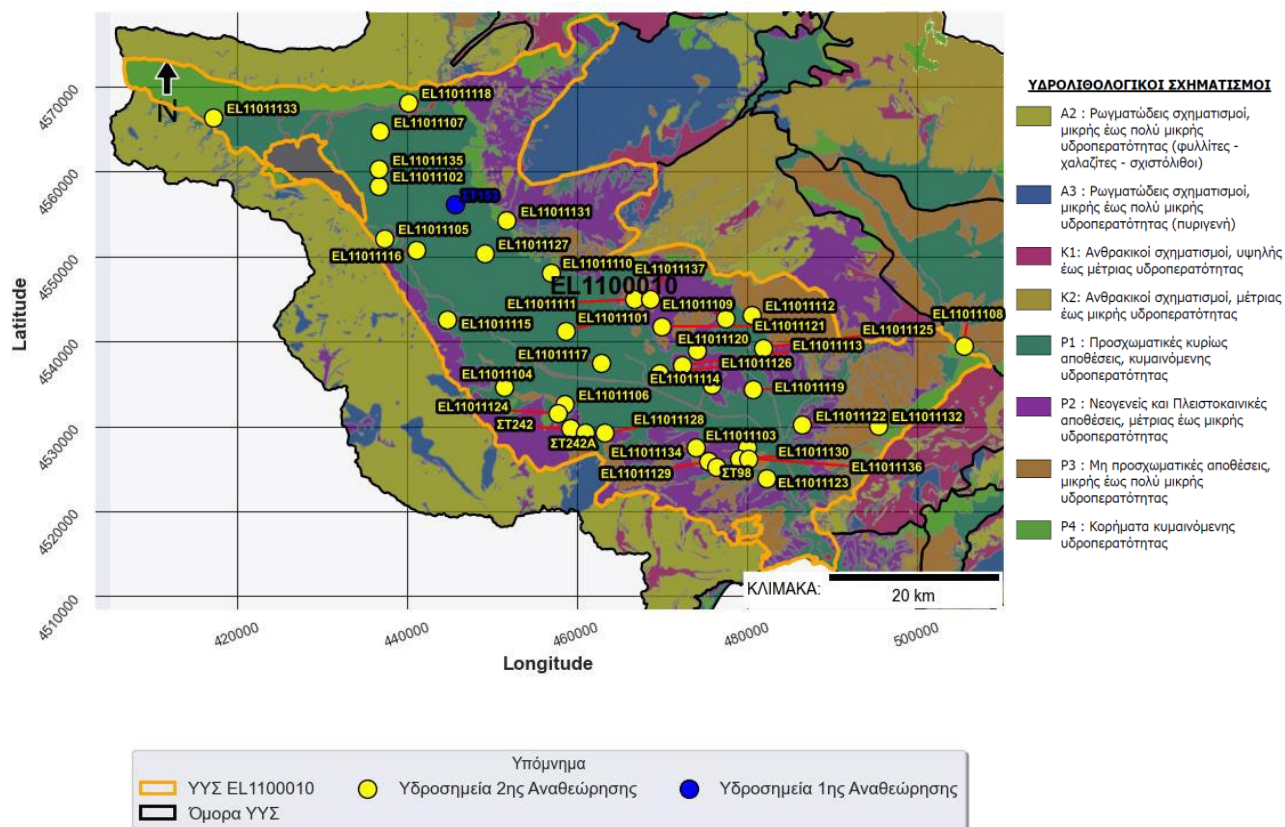 4570000
4560000
4550000
4540000
4530000
4520000
4510000
Latitude
N
EL11011133
EL11011118
EL11011107
EL11011135
EL11011102
ΣΤ153
EL11011131
EL11011105
EL11011116
EL11011127
EL11011110
EL11011137
EL1100010
EL11011111
EL11011109
EL11011112
EL11011108
EL11011101
EL11011121
EL11011125
EL11011115
EL11011120
EL11011113
EL11011117
EL11011126
EL11011104
EL11011114
EL11011119
EL11011106
EL11011124
EL11011128
EL11011122
EL11011132
ΣΤ242
ΣΤ242Α
EL11011103
EL11011134
EL11011130
EL11011129
ΣΤ98
EL11011136
EL11011123
ΚΛΙΜΑΚΑ:
20 km
420000
440000
460000
480000
500000
Longitude
ΥΔΡΟΛΙΘΟΛΟΓΙΚΟΙ ΣΧΗΜΑΤΙΣΜΟΙ
Α2 : Ρωγματώδεις σχηματισμοί,
μικρής έως πολύ μικρής
υδροπερατότητας (φυλλίτες -
χαλαζίτες - σχιστόλιθοι)
Α3 : Ρωγματώδεις σχηματισμοί,
μικρής έως πολύ μικρής
υδροπερατότητας (πυριγενή)
Κ1: Ανθρακικοί σχηματισμοί, υψηλής
έως μέτριας υδροπερατότητας
Κ2: Ανθρακικοί σχηματισμοί, μέτριας
έως μικρής υδροπερατότητας
Ρ1 : Προσχωματικές κυρίως
αποθέσεις, κυμαινόμενης
υδροπερατότητας
Ρ2 : Νεογενείς και Πλειστοκαινικές
αποθέσεις, μέτριας έως μικρής
υδροπερατότητας
Ρ3 : Μη προσχωματικές αποθέσεις,
μικρής έως πολύ μικρής
υδροπερατότητας
Ρ4 : Κορήματα κυμαινόμενης
υδροπερατότητας
Υπόμνημα
ΥΥΣ EL1100010
Υδροσημεία 2ης Αναθεώρησης
Υδροσημεία 1ης Αναθεώρησης
Όμορα ΥΥΣ